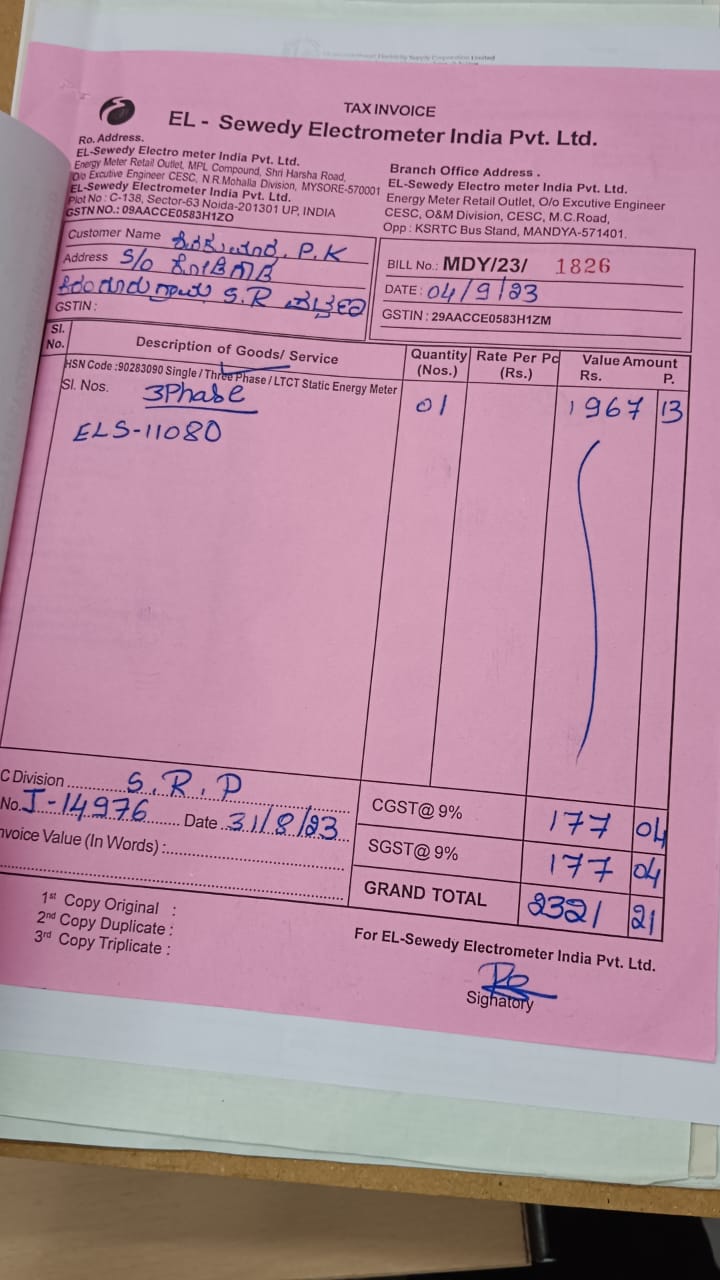 TAX INVOICE
EL - Sewedy Electrometer India Pvt. Ltd.
Ro. Address.
EL-Sewedy Electro meter India Pvt. Ltd.
Energy Meter Retail Outlet, MPL Compound, Shri Harsha Road,
O/o Excutive Engineer CESC, N.R.Mohalla Division, MYSORE-570001
EL-Sewedy Electrometer India Pvt. Ltd.
Plot No : C-138, Sector-63 Noida-201301 UP, INDIA
GSTN NO.: 09AACCE0583H1ZO
Branch Office Address .
EL-Sewedy Electro meter India Pvt. Ltd.
Energy Meter Retail Outlet, O/o Excutive Engineer
CESC, O&M Division, CESC, M.C.Road,
Opp : KSRTC Bus Stand, MANDYA-571401.
Customer Name P.K
Address S/o
S.R
GSTIN :
BILL No.: MDY/23/ 1826
DATE : 04/9/23
GSTIN : 29AACCE0583H1ZM
Sl. No. Description of Goods/ Service Quantity (Nos.) Rate Per Pc (Rs.) Value Amount Rs. P.
HSN Code :90283090 Single / Three Phase / LTCT Static Energy Meter
Sl. Nos. 3Phase 01 1967 13
ELS-11080
C Division S.R.P
No. J-14976 Date 31/8/23
nvoice Value (In Words) :
CGST@ 9% 177 04
SGST@ 9% 177 04
GRAND TOTAL 2321 21
1st Copy Original :
2nd Copy Duplicate :
3rd Copy Triplicate :
For EL-Sewedy Electrometer India Pvt. Ltd.
Sighatory